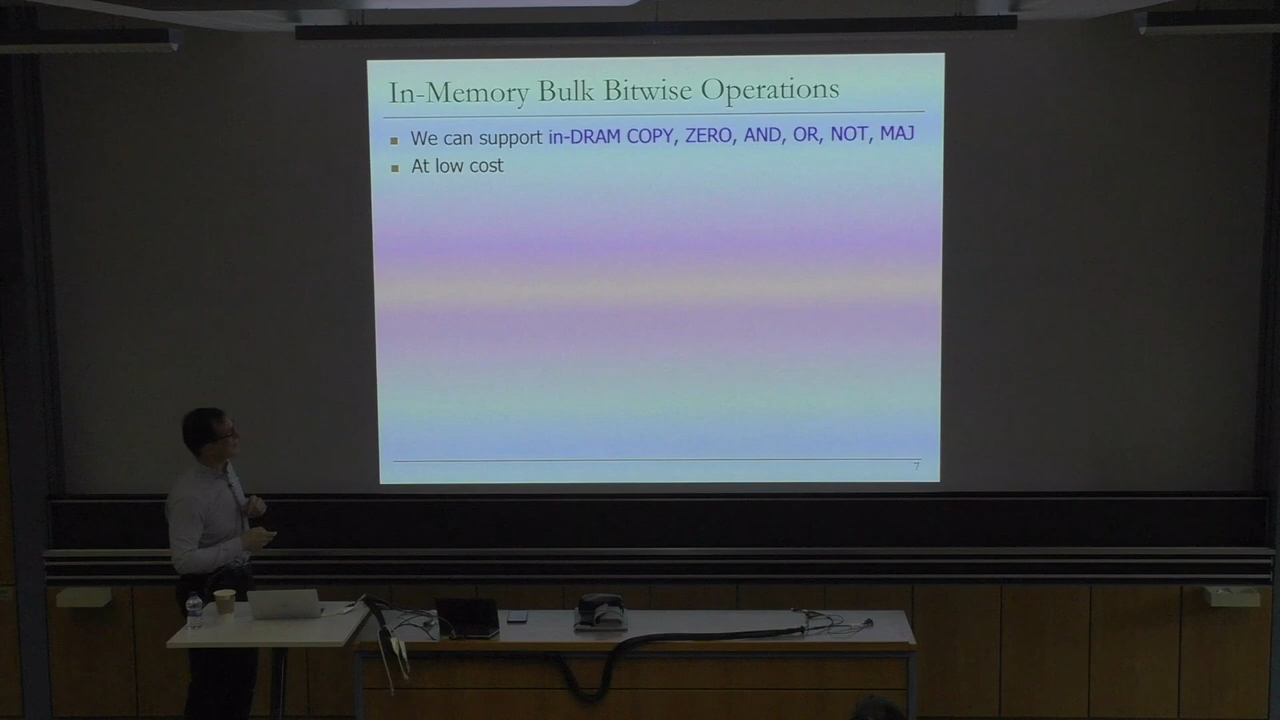 In-Memory Bulk Bitwise Operations
We can support in-DRAM COPY, ZERO, AND, OR, NOT, MAJ
At low cost
7